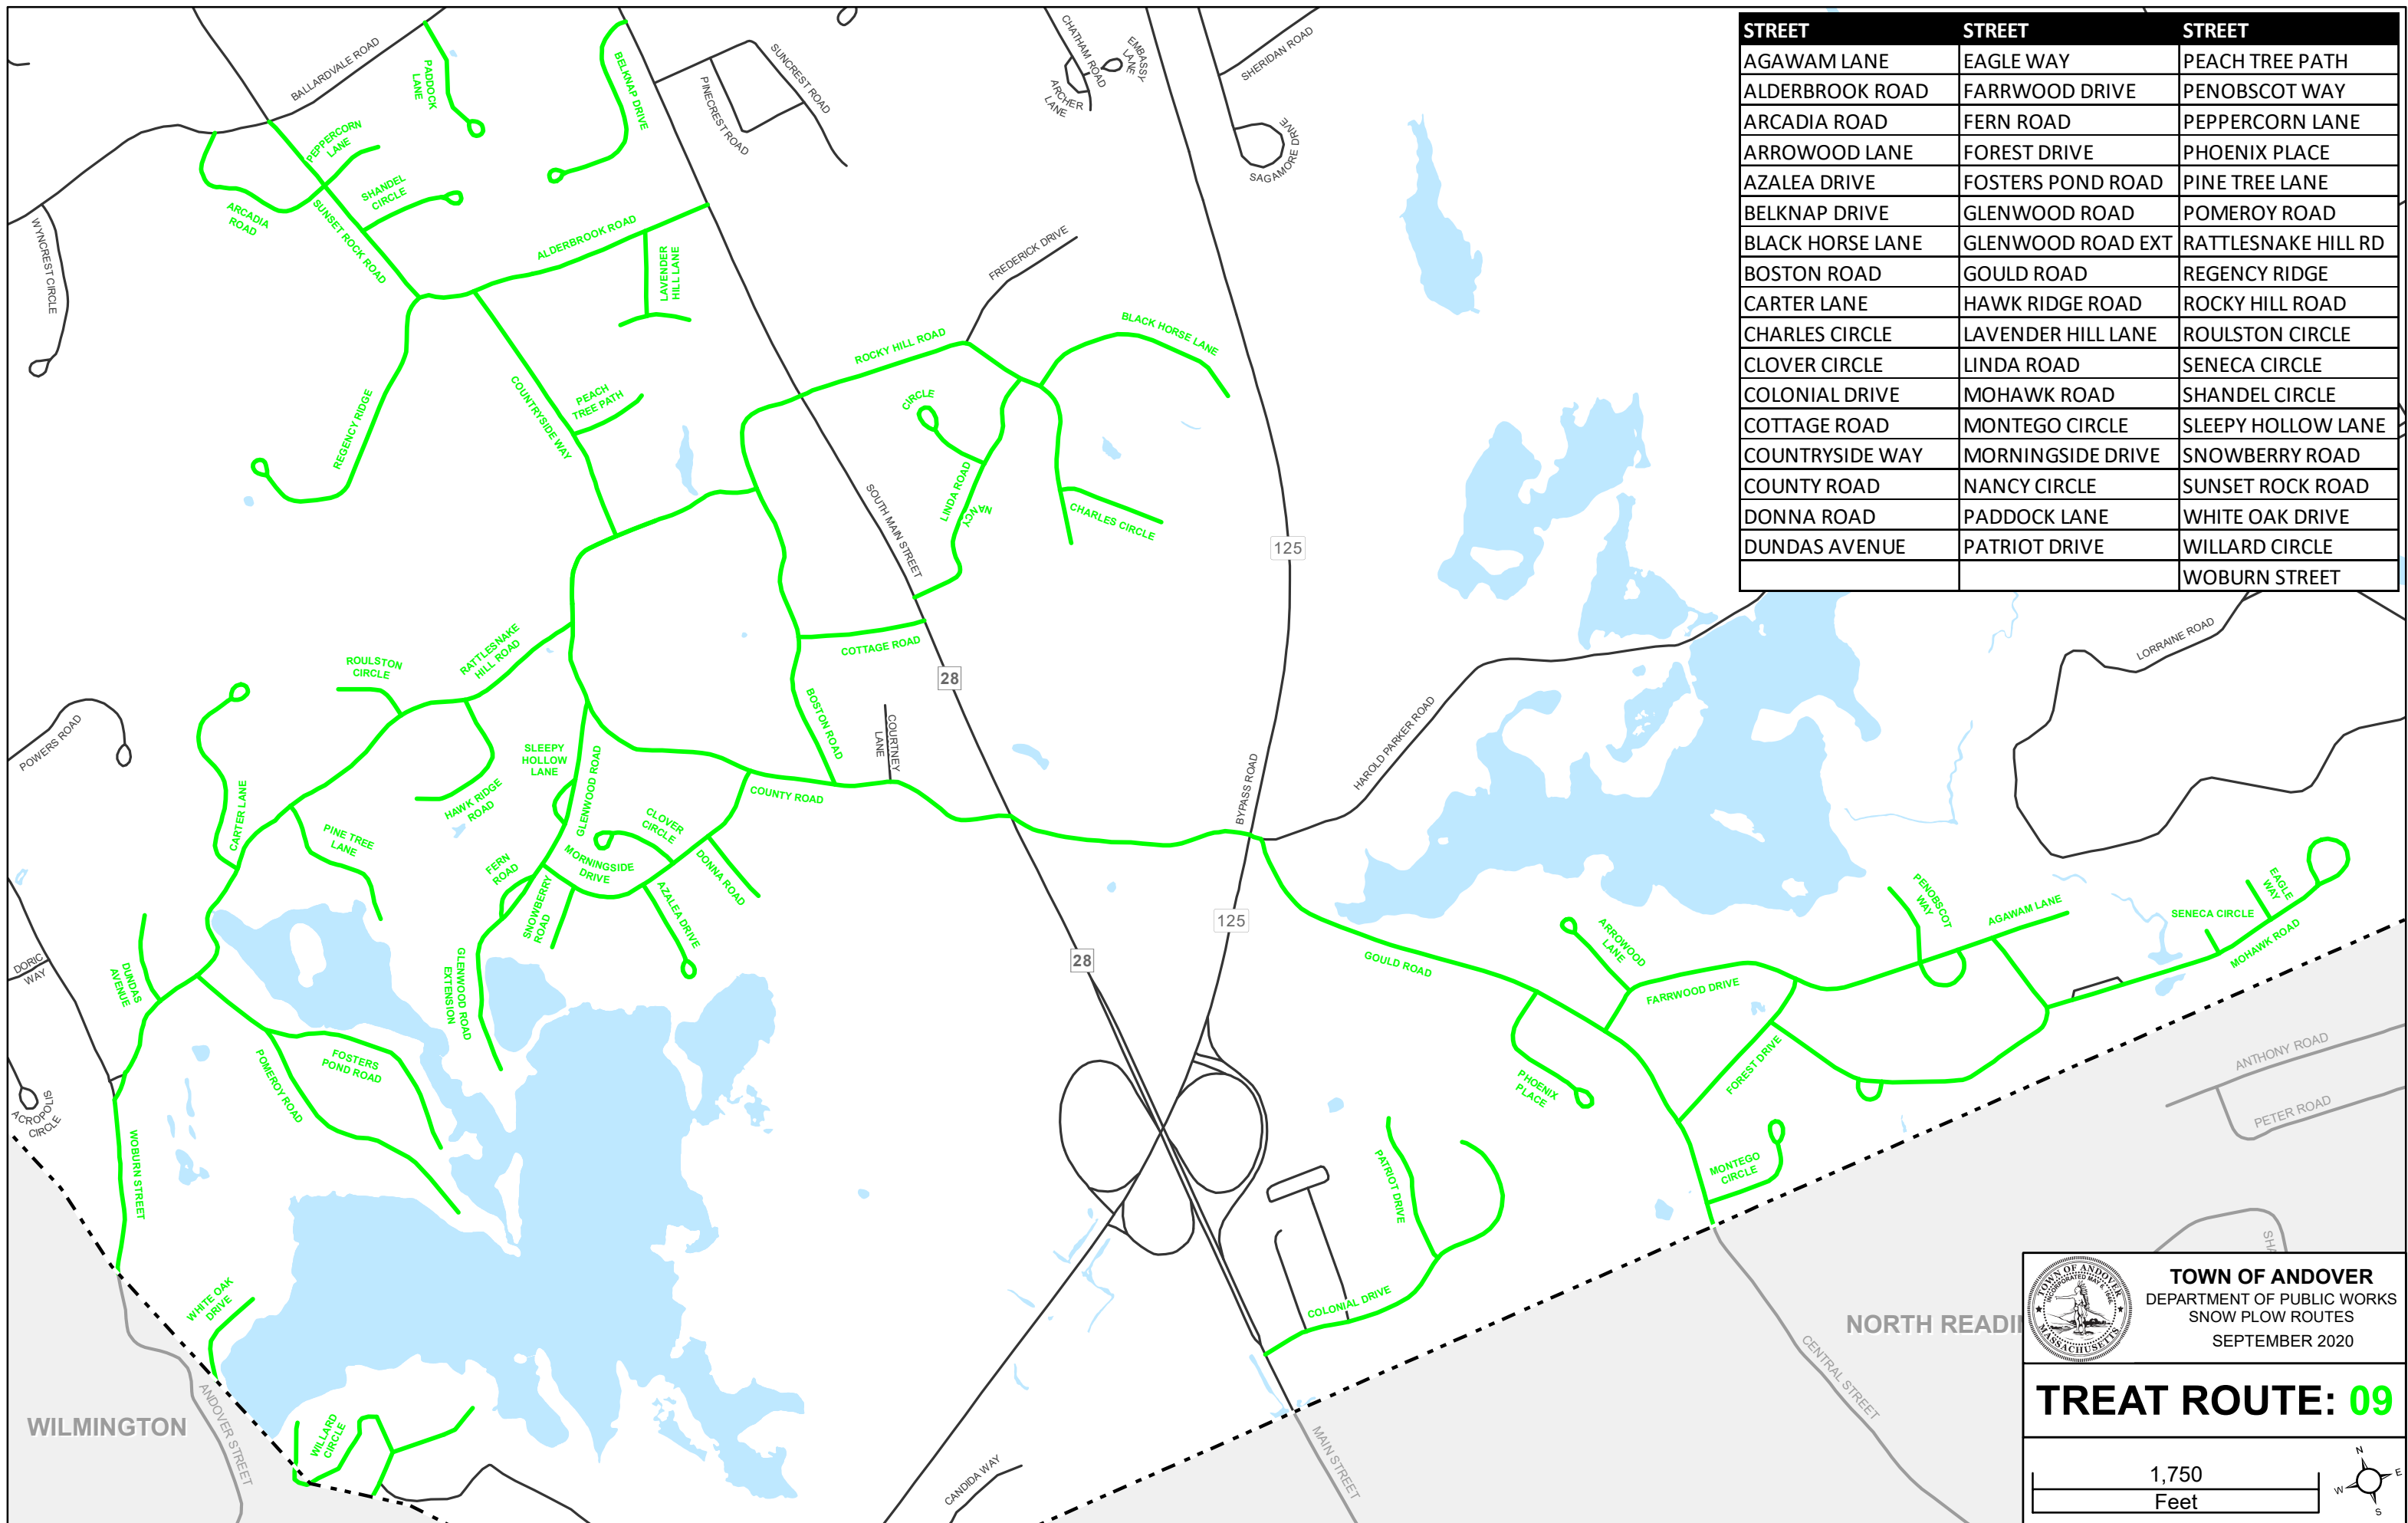 STREET STREET STREET
AGAWAM LANE EAGLE WAY PEACH TREE PATH
ALDERBROOK ROAD FARRWOOD DRIVE PENOBSCOT WAY
ARCADIA ROAD FERN ROAD PEPPERCORN LANE
ARROWOOD LANE FOREST DRIVE PHOENIX PLACE
AZALEA DRIVE FOSTERS POND ROAD PINE TREE LANE
BELKNAP DRIVE GLENWOOD ROAD POMEROY ROAD
BLACK HORSE LANE GLENWOOD ROAD EXT RATTLESNAKE HILL RD
BOSTON ROAD GOULD ROAD REGENCY RIDGE
CARTER LANE HAWK RIDGE ROAD ROCKY HILL ROAD
CHARLES CIRCLE LAVENDER HILL LANE ROULSTON CIRCLE
CLOVER CIRCLE LINDA ROAD SENECA CIRCLE
COLONIAL DRIVE MOHAWK ROAD SHANDEL CIRCLE
COTTAGE ROAD MONTEGO CIRCLE SLEEPY HOLLOW LANE
COUNTRYSIDE WAY MORNINGSIDE DRIVE SNOWBERRY ROAD
COUNTY ROAD NANCY CIRCLE SUNSET ROCK ROAD
DONNA ROAD PADDOCK LANE WHITE OAK DRIVE
DUNDAS AVENUE PATRIOT DRIVE WILLARD CIRCLE
WOBURN STREET
BALLARDVALE ROAD
PADDOCK
LANE
BELKNAP DRIVE
SUNCREST ROAD
PINECREST ROAD
CHATHAM ROAD
EMBASSY
LANE
ARCHER
LANE
SHERIDAN ROAD
SAGAMORE DRIVE
PEPPERCORN
LANE
SHANDEL
CIRCLE
ARCADIA
ROAD
SUNSET ROCK ROAD
WYNCREST CIRCLE
ALDERBROOK ROAD
LAVENDER
HILL LANE
FREDERICK DRIVE
BLACK HORSE LANE
ROCKY HILL ROAD
REGENCY RIDGE
COUNTRYSIDE WAY
PEACH
TREE PATH
CIRCLE
LINDA ROAD
NANCY
CHARLES CIRCLE
SOUTH MAIN STREET
125
COTTAGE ROAD
28
RATTLESNAKE
HILL ROAD
ROULSTON
CIRCLE
BOSTON ROAD
COURTNEY
LANE
POWERS ROAD
SLEEPY
HOLLOW
LANE
GLENWOOD ROAD
HAWK RIDGE
ROAD
COUNTY ROAD
CARTER LANE
PINE TREE
LANE
CLOVER
CIRCLE
MORNINGSIDE
DRIVE
DONNA ROAD
FERN
ROAD
SNOWBERRY
ROAD
AZALEA DRIVE
BYPASS ROAD
HAROLD PARKER ROAD
LORRAINE ROAD
125
28
DORIC
WAY
DUNDAS
AVENUE
GLENWOOD ROAD
EXTENSION
GOULD ROAD
ARROWOOD
LANE
FARRWOOD DRIVE
PENOBSCOT
WAY
AGAWAM LANE
SENECA CIRCLE
EAGLE
WAY
MOHAWK ROAD
FOSTERS
POND ROAD
POMEROY ROAD
ACROPOLIS
CIRCLE
WOBURN STREET
PHOENIX
PLACE
FOREST DRIVE
MONTEGO
CIRCLE
ANTHONY ROAD
PETER ROAD
PATRIOT DRIVE
COLONIAL DRIVE
WHITE OAK
DRIVE
WILMINGTON
ANDOVER STREET
WILLARD
CIRCLE
CANDIDA WAY
MAIN STREET
CENTRAL STREET
NORTH READI
SHA
TOWN OF ANDOVER
INCORPORATED MAY 6, 1646
MASSACHUSETTS
TOWN OF ANDOVER
DEPARTMENT OF PUBLIC WORKS
SNOW PLOW ROUTES
SEPTEMBER 2020
TREAT ROUTE: 09
1,750
Feet
N
E
W
S